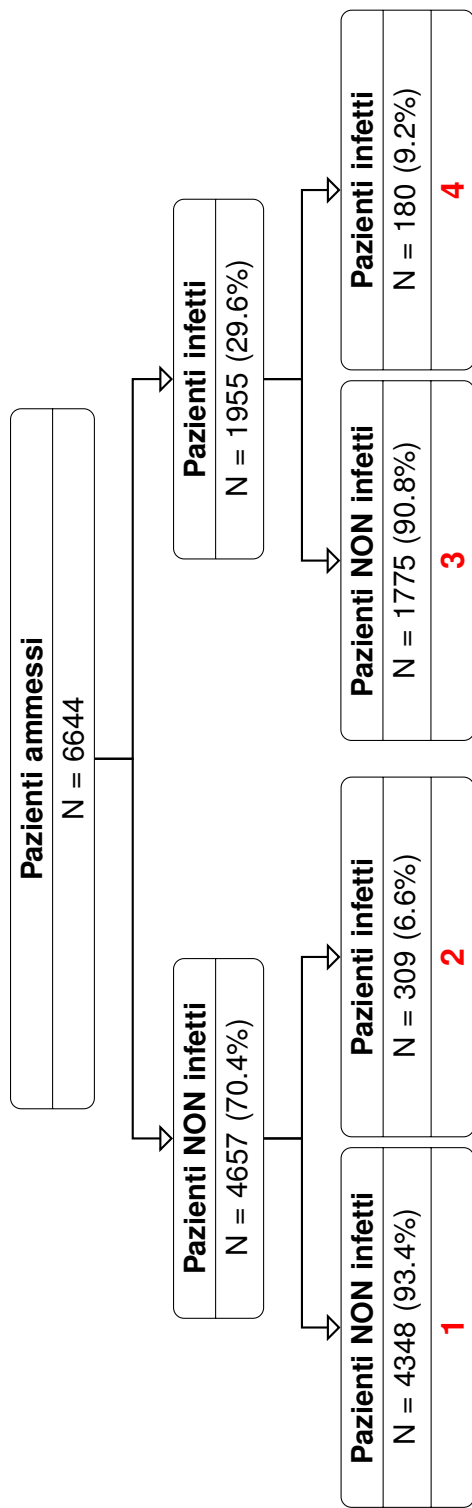 Pazienti ammessi
N = 6644
Pazienti NON infetti
N = 4657 (70.4%)
Pazienti infetti
N = 1955 (29.6%)
Pazienti NON infetti
N = 4348 (93.4%)
1
Pazienti infetti
N = 309 (6.6%)
2
Pazienti NON infetti
N = 1775 (90.8%)
3
Pazienti infetti
N = 180 (9.2%)
4